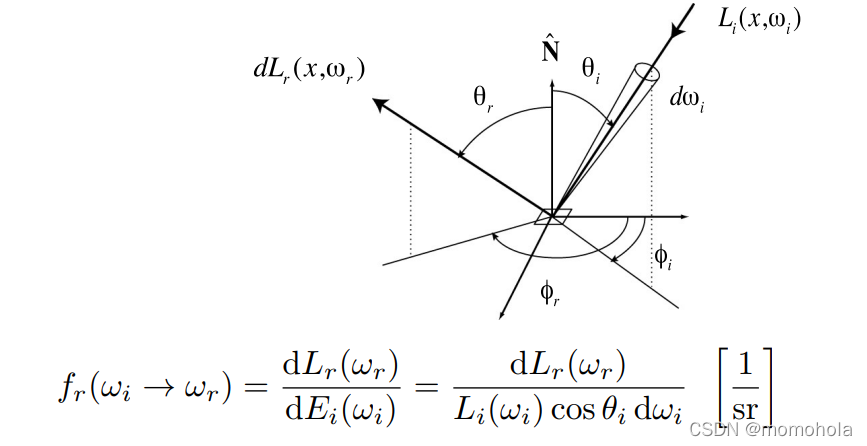 L_i(x,ω_i)
N̂
dL_r(x,ω_r)
θ_i
θ_r
dω_i
ϕ_i
ϕ_r
f_r(ω_i → ω_r) = dL_r(ω_r) / dE_i(ω_i) = dL_r(ω_r) / L_i(ω_i) cos θ_i dω_i [1 / sr]
CSDN @momohola